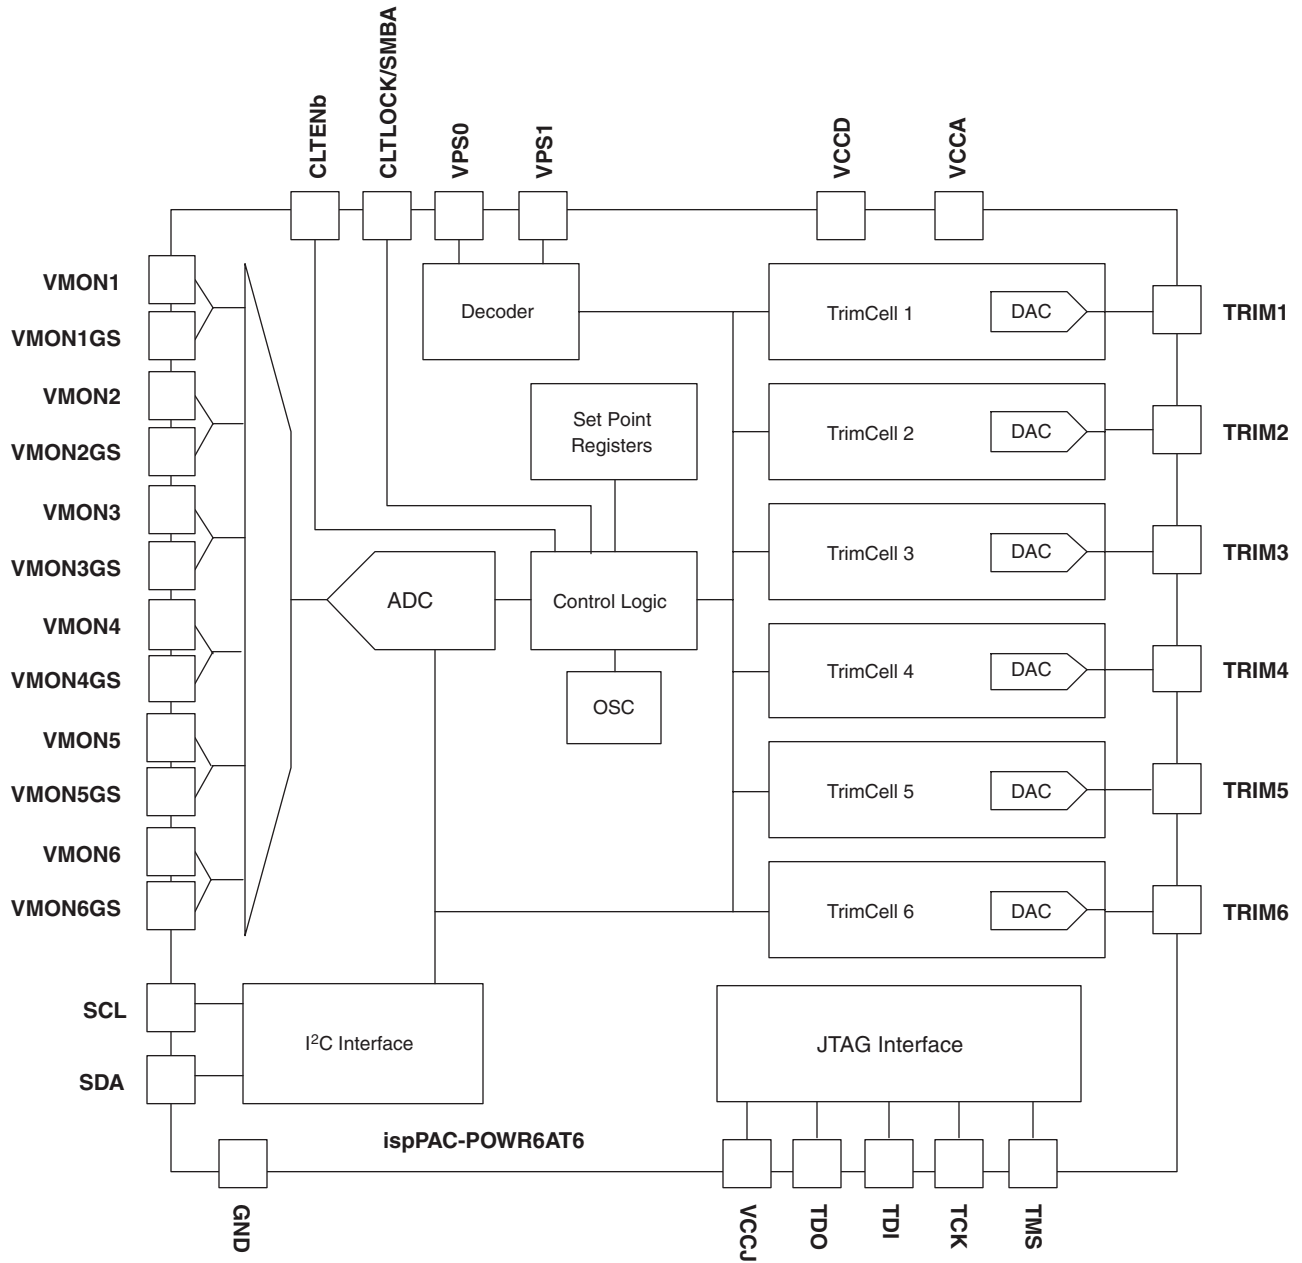 CLTENb
CLTLOCK/SMBA
VPS0
VPS1
VCCD
VCCA
VMON1
VMON1GS
VMON2
VMON2GS
VMON3
VMON3GS
VMON4
VMON4GS
VMON5
VMON5GS
VMON6
VMON6GS
SCL
SDA
Decoder
Set Point
Registers
ADC
Control Logic
OSC
I²C Interface
TrimCell 1
DAC
TrimCell 2
DAC
TrimCell 3
DAC
TrimCell 4
DAC
TrimCell 5
DAC
TrimCell 6
DAC
TRIM1
TRIM2
TRIM3
TRIM4
TRIM5
TRIM6
JTAG Interface
ispPAC-POWR6AT6
GND
VCCJ
TDO
TDI
TCK
TMS